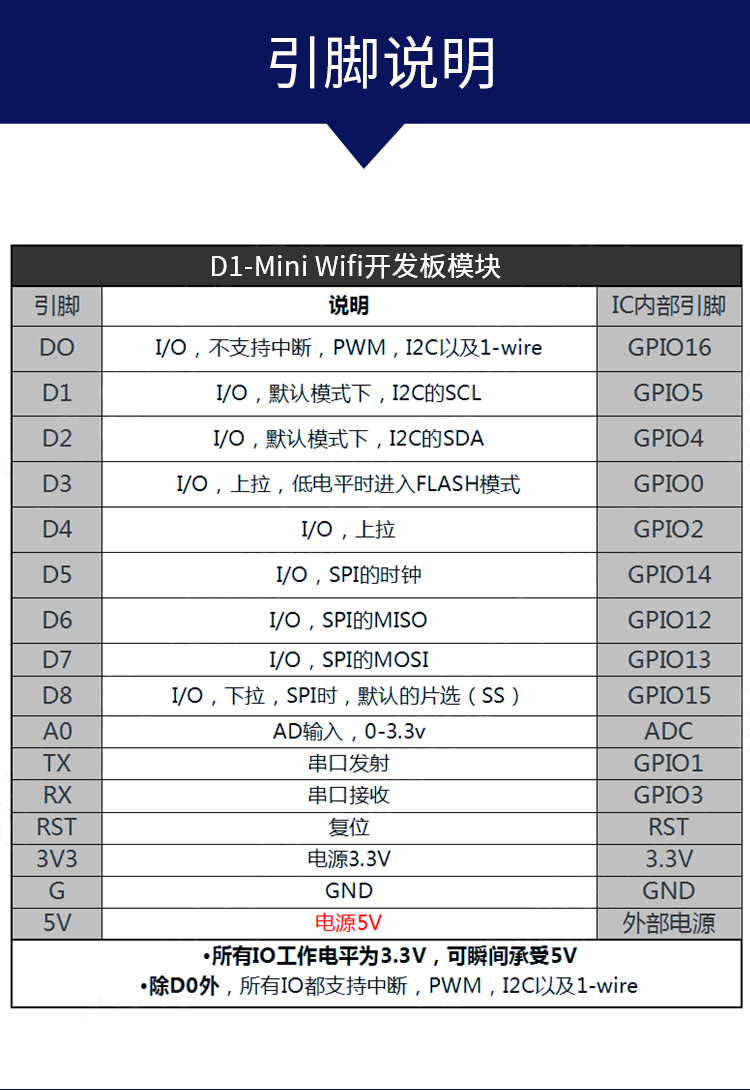 引脚说明
D1-Mini Wifi开发板模块
引脚 说明 IC内部引脚
DO I/O，不支持中断，PWM，I2C以及1-wire GPIO16
D1 I/O，默认模式下，I2C的SCL GPIO5
D2 I/O，默认模式下，I2C的SDA GPIO4
D3 I/O，上拉，低电平时进入FLASH模式 GPIO0
D4 I/O，上拉 GPIO2
D5 I/O，SPI的时钟 GPIO14
D6 I/O，SPI的MISO GPIO12
D7 I/O，SPI的MOSI GPIO13
D8 I/O，下拉，SPI时，默认的片选（SS） GPIO15
A0 AD输入，0-3.3v ADC
TX 串口发射 GPIO1
RX 串口接收 GPIO3
RST 复位 RST
3V3 电源3.3V 3.3V
G GND GND
5V 电源5V 外部电源
•所有IO工作电平为3.3V，可瞬间承受5V
•除D0外，所有IO都支持中断，PWM，I2C以及1-wire